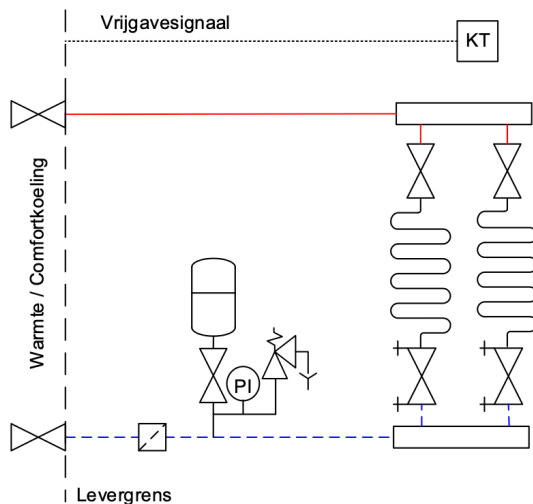 Vrijgavesignaal
KT
Warmte / Comfortkoeling
PI
Levergrens